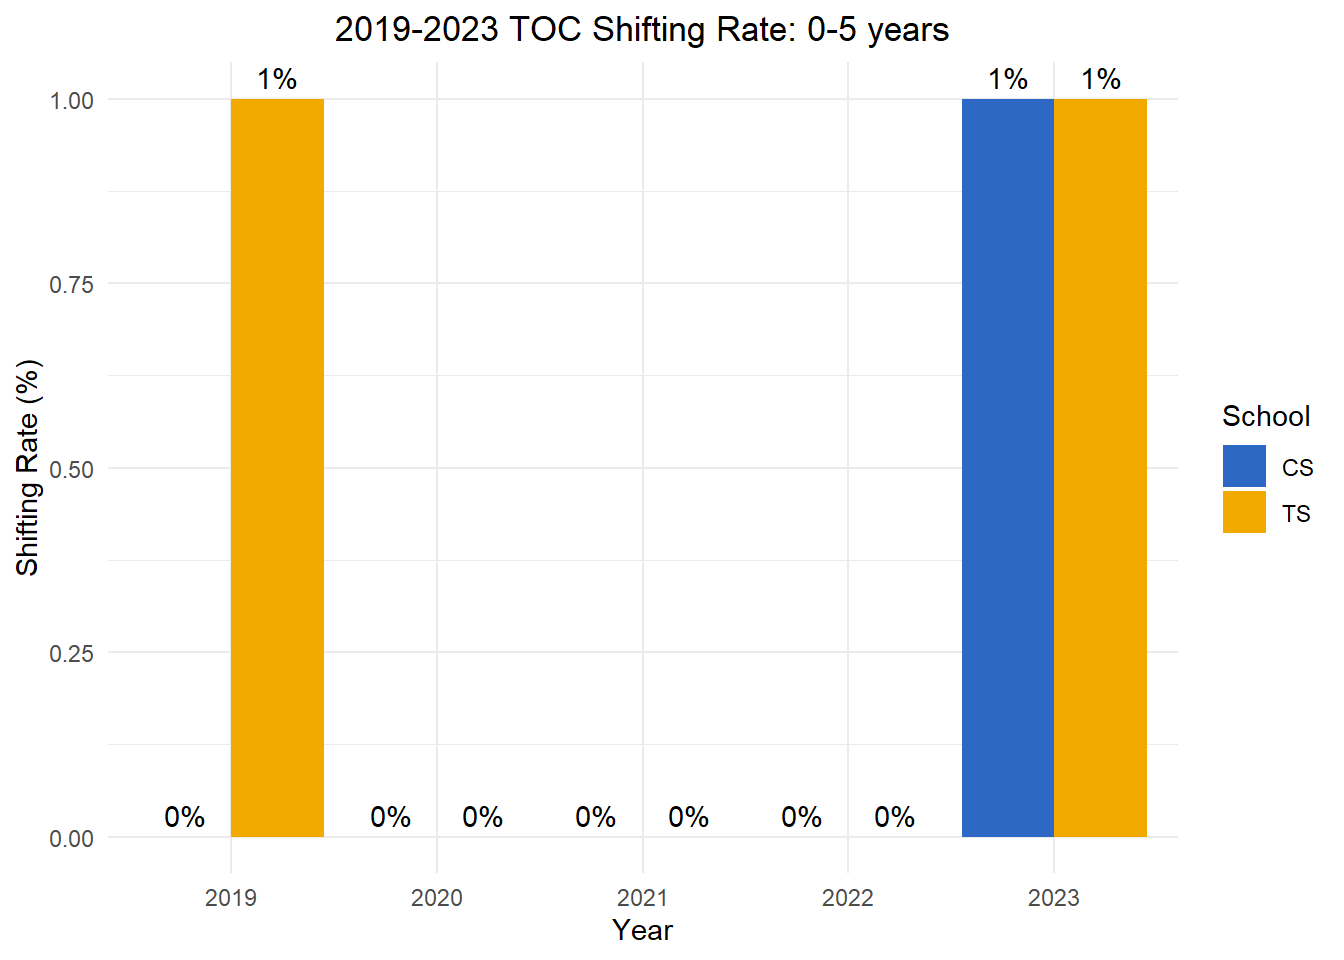 2019-2023 TOC Shifting Rate: 0-5 years
1% 1% 1%
1.00
0.75
0.50
0.25
0.00
0% 0% 0% 0% 0% 0% 0%
2019 2020 2021 2022 2023
Year
Shifting Rate (%)
School
CS
TS